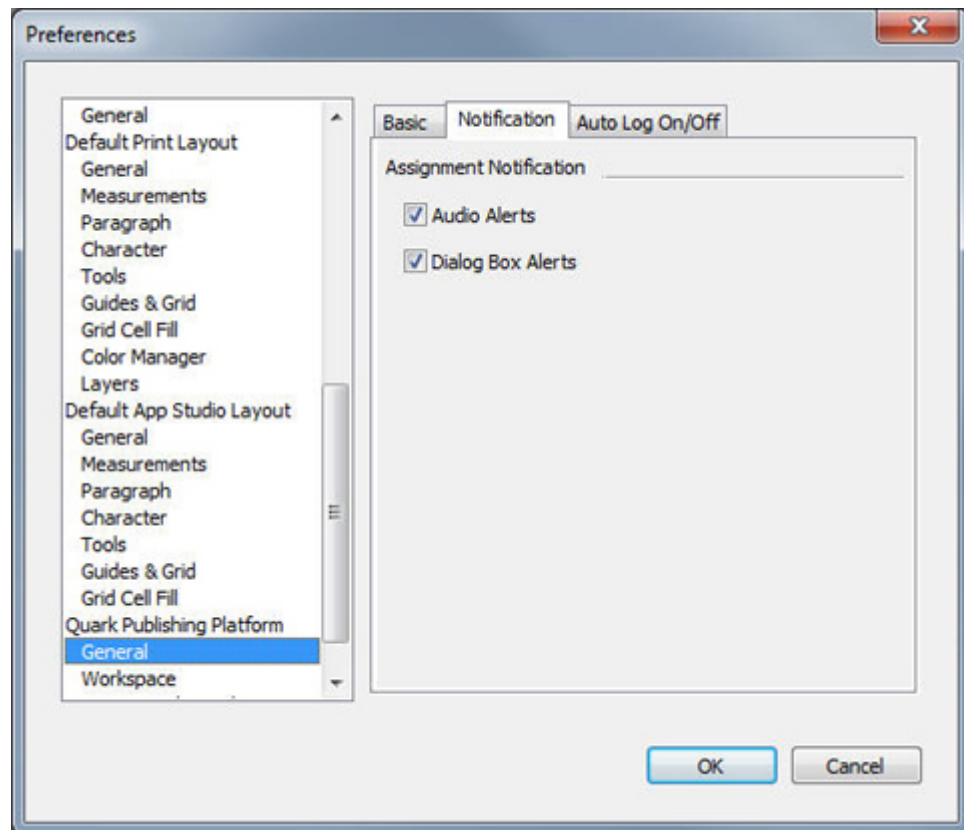 Preferences
General
Default Print Layout
General
Measurements
Paragraph
Character
Tools
Guides & Grid
Grid Cell Fill
Color Manager
Layers
Default App Studio Layout
General
Measurements
Paragraph
Character
Tools
Guides & Grid
Grid Cell Fill
Quark Publishing Platform
General
Workspace
Basic
Notification
Auto Log On/Off
Assignment Notification
Audio Alerts
Dialog Box Alerts
OK
Cancel